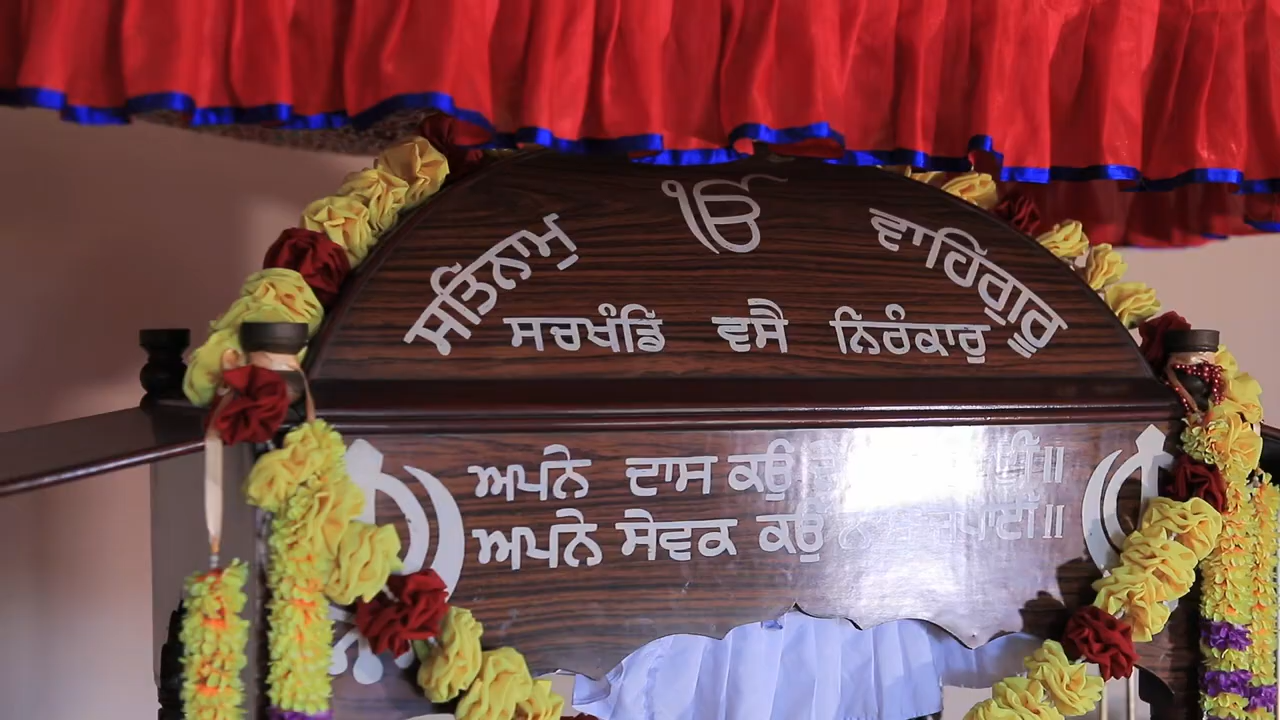 ੴ
ਸਤਿਨਾਮੁ ਵਾਹਿਗੁਰੂ
ਸਚਖੰਡਿ ਵਸੈ ਨਿਰੰਕਾਰੁ
ਅਪਨੇ ਦਾਸ ਕਉ
ਅਪਨੇ ਸੇਵਕ ਕਉ